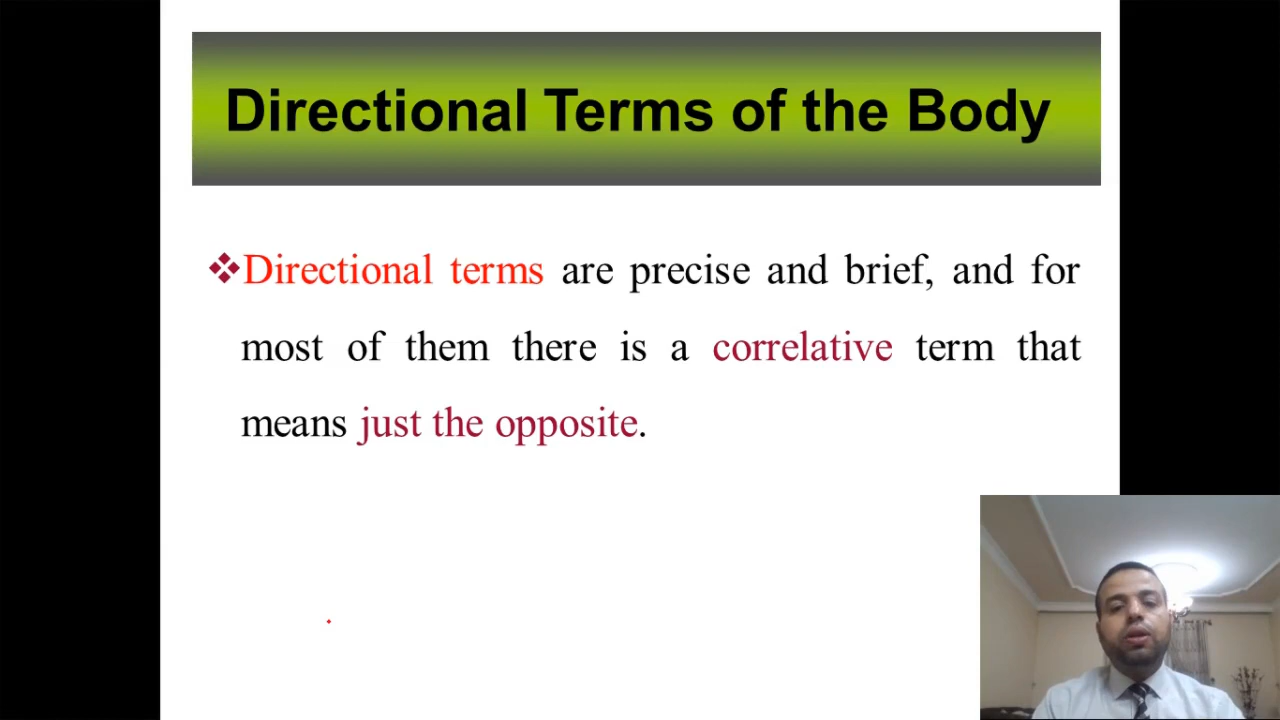 Directional Terms of the Body
❖Directional terms are precise and brief, and for
most of them there is a correlative term that
means just the opposite.